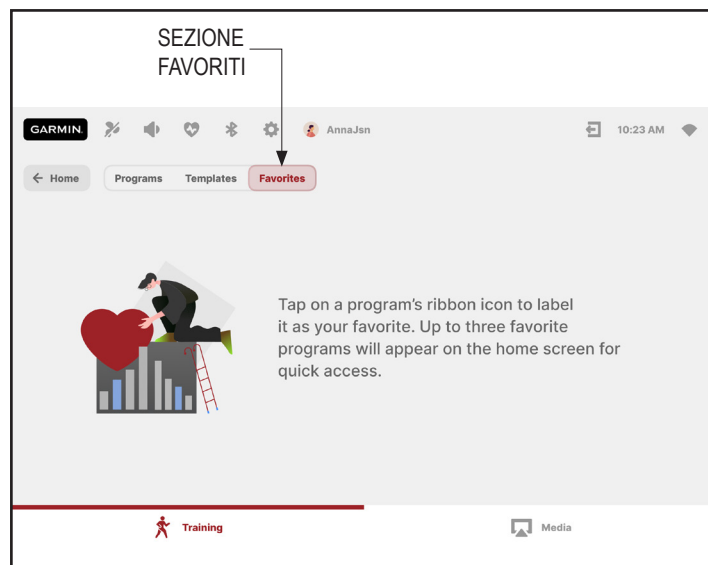 SEZIONE
FAVORITI
GARMIN.
AnnaJsn
10:23 AM
← Home
Programs
Templates
Favorites
Tap on a program's ribbon icon to label
it as your favorite. Up to three favorite
programs will appear on the home screen for
quick access.
Training
Media